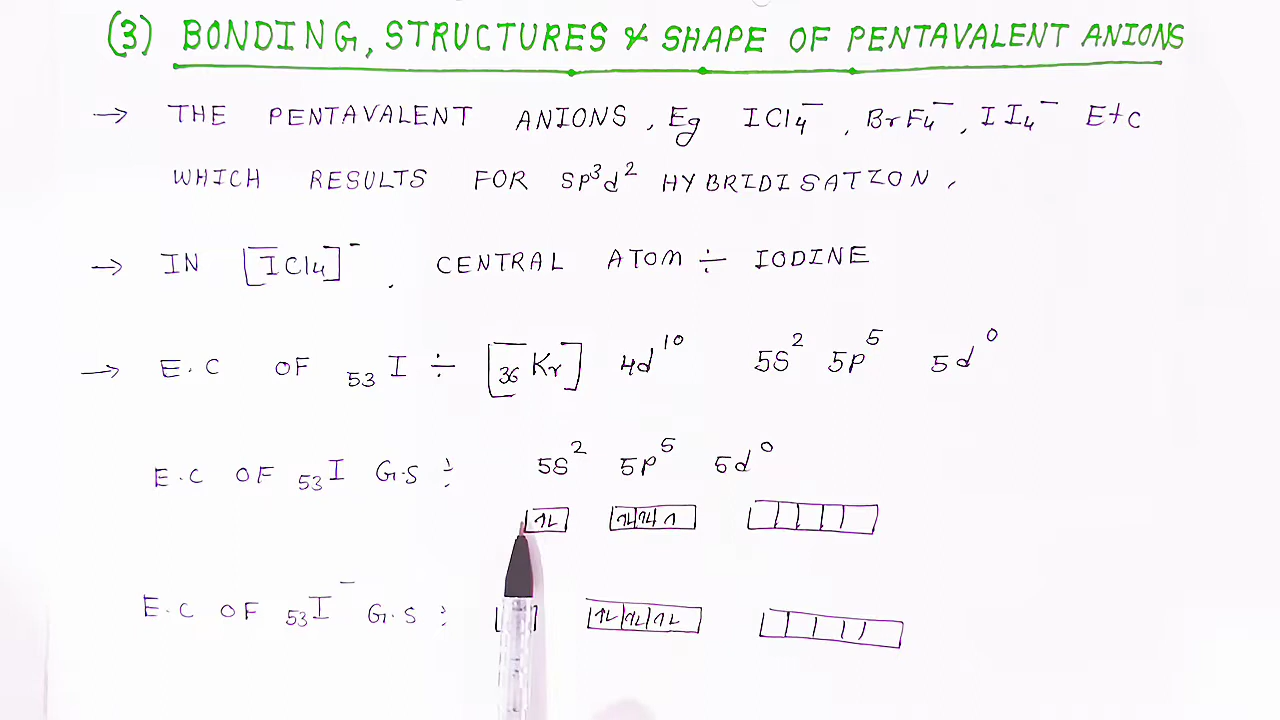 (3) BONDING, STRUCTURES & SHAPE OF PENTAVALENT ANIONS
→ THE PENTAVALENT ANIONS, Eg ICl₄⁻, BrF₄⁻, II₄⁻ Etc
WHICH RESULTS FOR SP³d² HYBRIDISATION,
→ IN [ICl₄]⁻, CENTRAL ATOM ÷ IODINE
→ E.C OF ₅₃I ÷ [₃₆Kr] 4d¹⁰ 5S² 5P⁵ 5d⁰
E.C OF ₅₃I G.S ÷ 5S² 5P⁵ 5d⁰
E.C OF ₅₃I⁻ G.S :